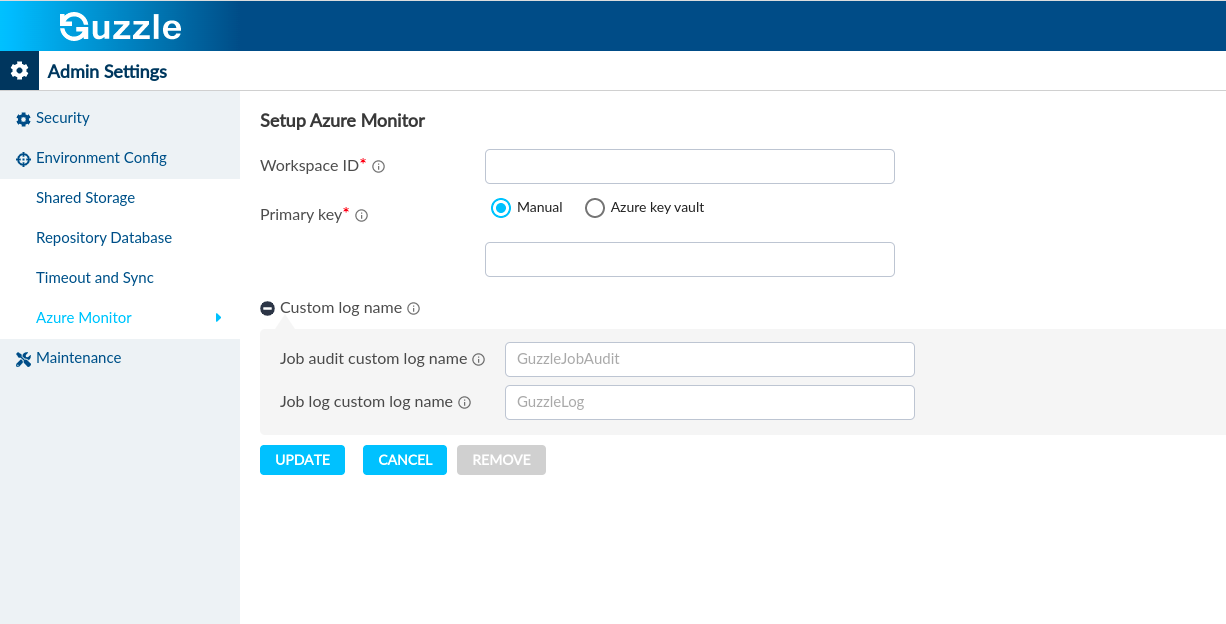 Guzzle
Admin Settings
Security
Environment Config
Shared Storage
Repository Database
Timeout and Sync
Azure Monitor
Maintenance
Setup Azure Monitor
Workspace ID*
Primary key*
Manual Azure key vault
Custom log name
Job audit custom log name GuzzleJobAudit
Job log custom log name GuzzleLog
UPDATE CANCEL REMOVE